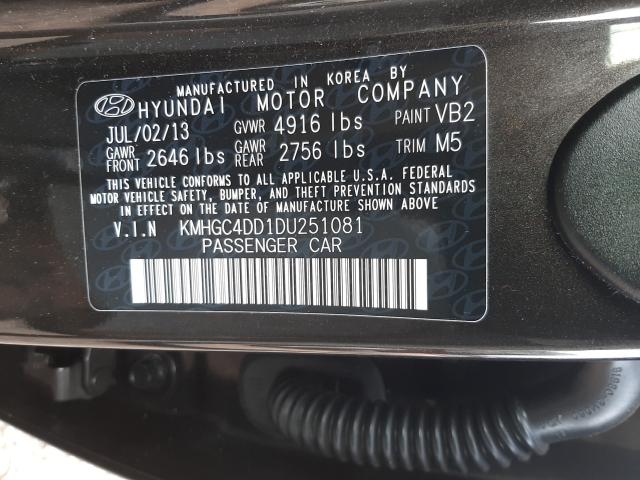 MANUFACTURED IN KOREA BY
HYUNDAI MOTOR COMPANY
JUL/02/13 GVWR 4916 lbs PAINT VB2
GAWR FRONT 2646 lbs GAWR REAR 2756 lbs TRIM M5
THIS VEHICLE CONFORMS TO ALL APPLICABLE U.S.A. FEDERAL
MOTOR VEHICLE SAFETY, BUMPER, AND THEFT PREVENTION STANDARDS
IN EFFECT ON THE DATE OF MANUFACTURE SHOWN ABOVE
V.I.N KMHGC4DD1DU251081
PASSENGER CAR